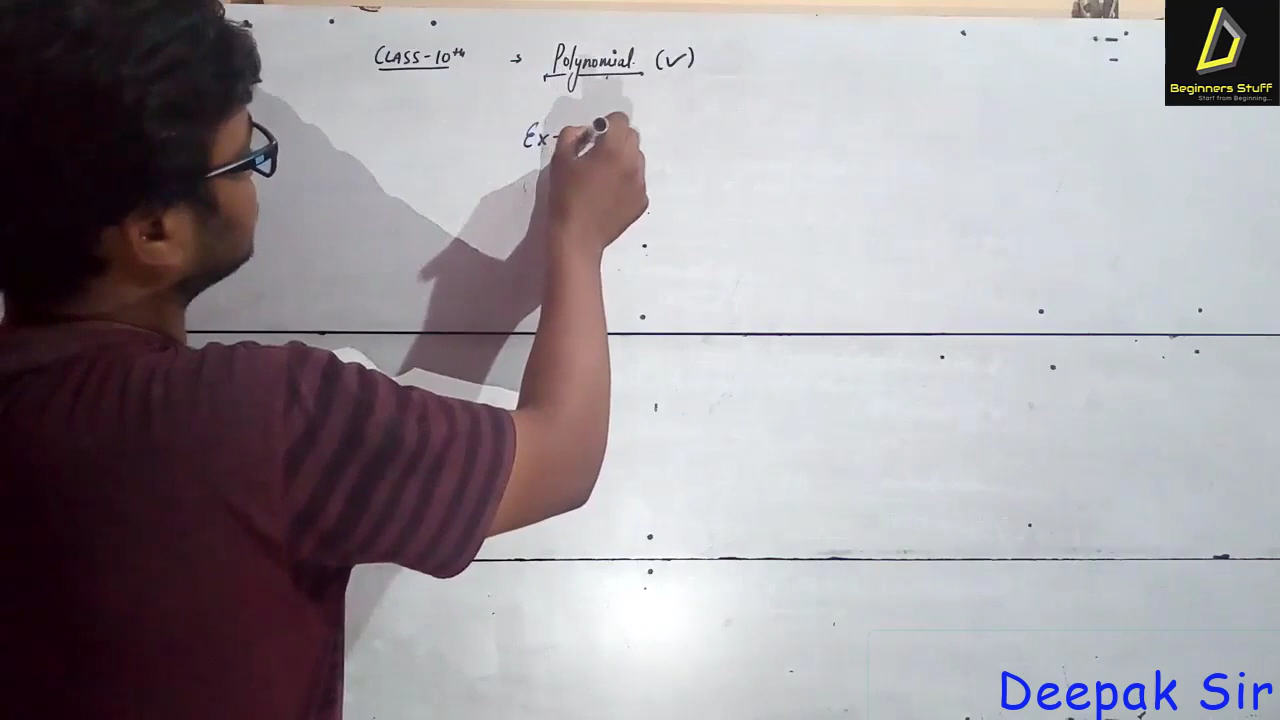 CLASS-10th → Polynomial (✓)
Ex-
Beginners Stuff
Start from Beginning...
Deepak Sir